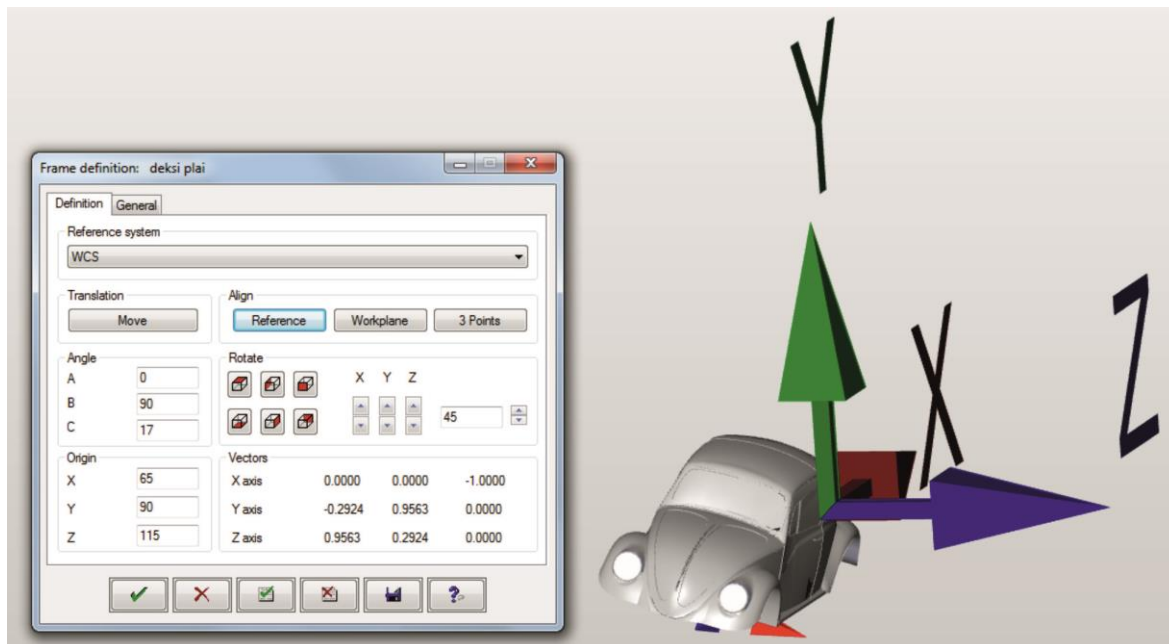 Frame definition: deksi plai
Definition General
Reference system
WCS
Translation
Move
Align
Reference Workplane 3 Points
Angle
A 0
B 90
C 17
Rotate
X Y Z
45
Origin
X 65
Y 90
Z 115
Vectors
X axis 0.0000 0.0000 -1.0000
Y axis -0.2924 0.9563 0.0000
Z axis 0.9563 0.2924 0.0000
Y
X
Z